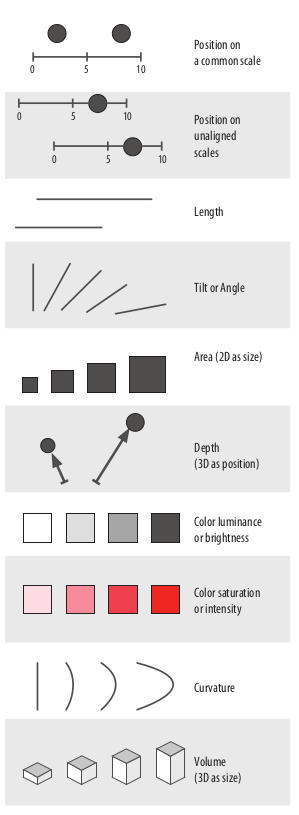 Position on
a common scale
0 5 10
0 5 10
Position on
unaligned
scales
0 5 10
Length
Tilt or Angle
Area (2D as size)
Depth
(3D as position)
Color luminance
or brightness
Color saturation
or intensity
Curvature
Volume
(3D as size)